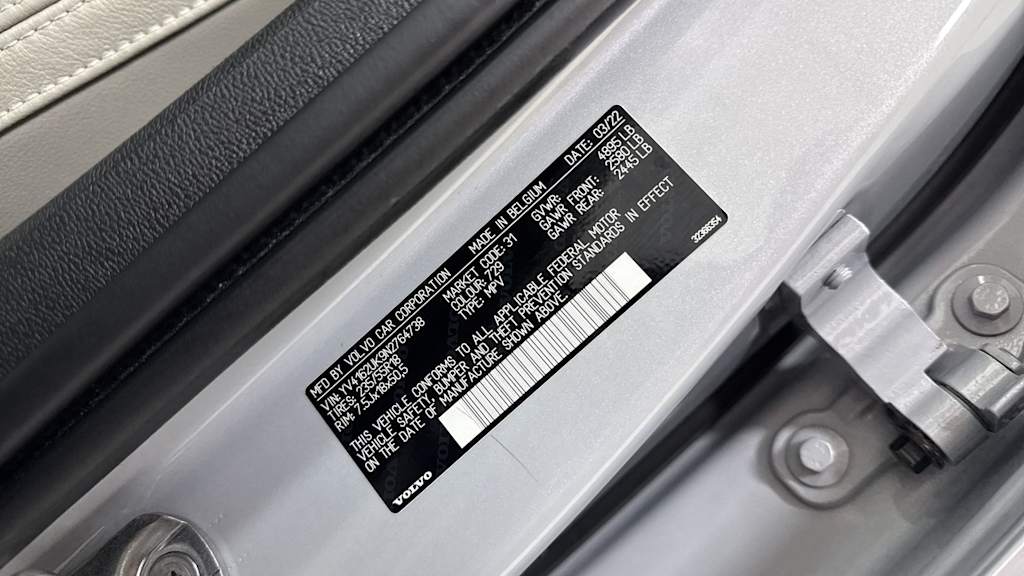 MFD BY VOLVO CAR CORPORATION MADE IN BELGIUM DATE: 03/22
VIN: YV4162UK9N2764738
TIRES: 235/55R18
RIM: 7.5JX18X50.5
MARKET CODE: 31
COLOUR: 729
TYPE: MPV
GVWR: 4895 LB
GAWR FRONT: 2580 LB
GAWR REAR: 2445 LB
THIS VEHICLE CONFORMS TO ALL APPLICABLE FEDERAL MOTOR
VEHICLE SAFETY, BUMPER, AND THEFT PREVENTION STANDARDS IN EFFECT
ON THE DATE OF MANUFACTURE SHOWN ABOVE.
VOLVO